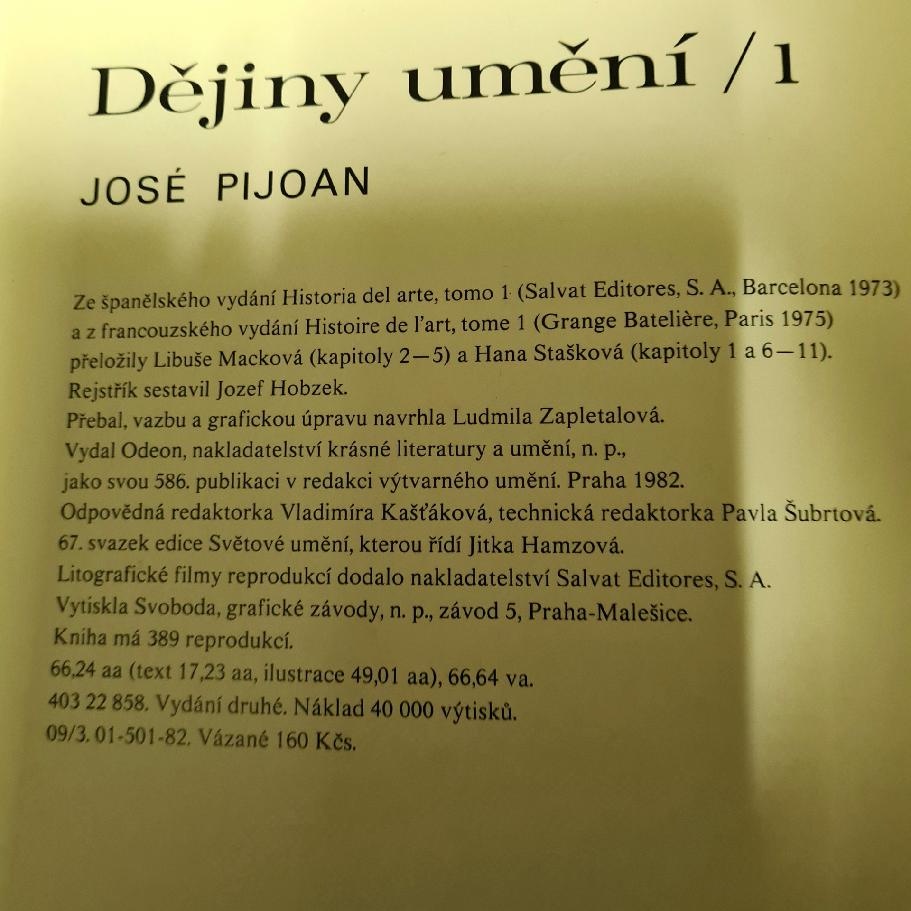 Dějiny umění / 1
JOSÉ PIJOAN
Ze španělského vydání Historia del arte, tomo 1 (Salvat Editores, S. A., Barcelona 1973)
a z francouzského vydání Histoire de l'art, tome 1 (Grange Batelière, Paris 1975)
přeložily Libuše Macková (kapitoly 2—5) a Hana Stašková (kapitoly 1 a 6—11).
Rejstřík sestavil Jozef Hobzek.
Přebal, vazbu a grafickou úpravu navrhla Ludmila Zapletalová.
Vydal Odeon, nakladatelství krásné literatury a umění, n. p.,
jako svou 586. publikaci v redakci výtvarného umění. Praha 1982.
Odpovědná redaktorka Vladimíra Kašťáková, technická redaktorka Pavla Šubrtová.
67. svazek edice Světové umění, kterou řídí Jitka Hamzová.
Litografické filmy reprodukcí dodalo nakladatelství Salvat Editores, S. A.
Vytiskla Svoboda, grafické závody, n. p., závod 5, Praha-Malešice.
Kniha má 389 reprodukcí.
66,24 aa (text 17,23 aa, ilustrace 49,01 aa), 66,64 va.
403 22 858. Vydání druhé. Náklad 40 000 výtisků.
09/3. 01-501-82. Vázané 160 Kčs.